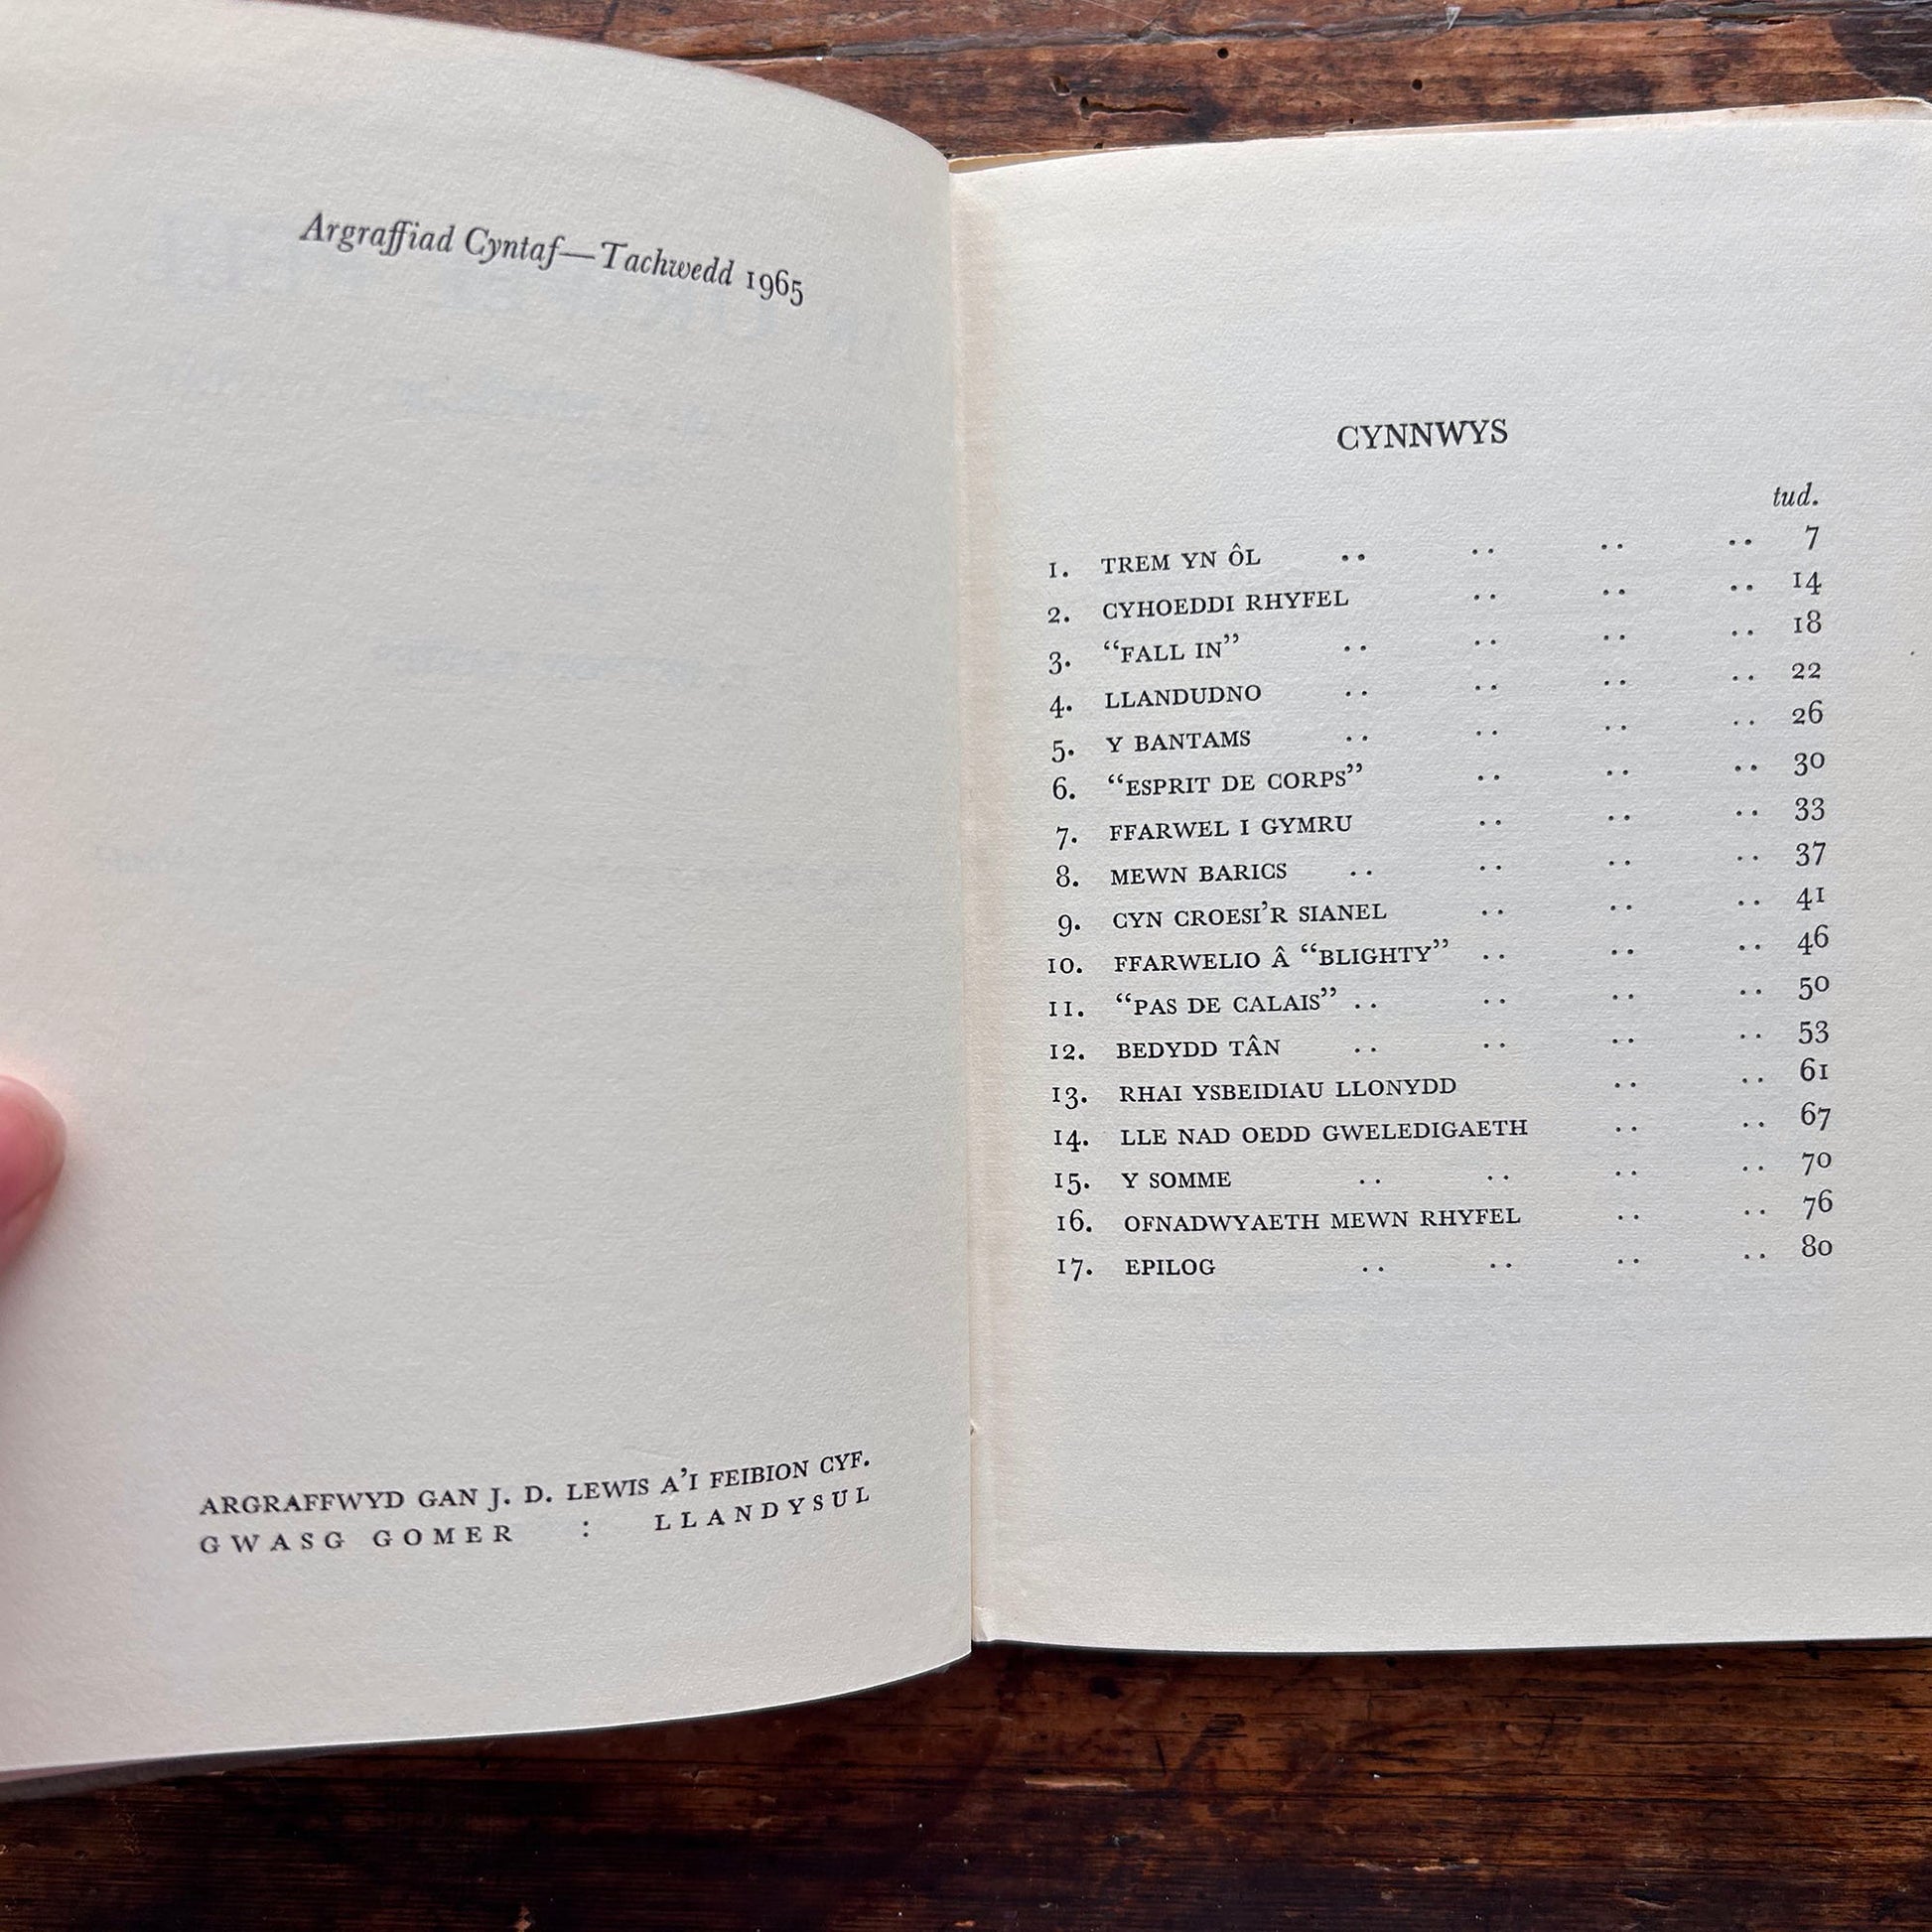 Argraffiad Cyntaf—Tachwedd 1965
ARGRAFFWYD GAN J. D. LEWIS A'I FEIBION CYF.
GWASG GOMER : LLANDYSUL
CYNNWYS
tud.
1. TREM YN ÔL .. .. .. .. 7
2. CYHOEDDI RHYFEL .. .. .. 14
3. “FALL IN” .. .. .. .. 18
4. LLANDUDNO .. .. .. .. 22
5. Y BANTAMS .. .. .. .. 26
6. “ESPRIT DE CORPS” .. .. .. 30
7. FFARWEL I GYMRU .. .. .. 33
8. MEWN BARICS .. .. .. .. 37
9. CYN CROESI'R SIANEL .. .. .. 41
10. FFARWELIO Â “BLIGHTY” .. .. .. 46
11. “PAS DE CALAIS” .. .. .. .. 50
12. BEDYDD TÂN .. .. .. .. 53
13. RHAI YSBEIDIAU LLONYDD .. .. 61
14. LLE NAD OEDD GWELEDIGAETH .. .. 67
15. Y SOMME .. .. .. .. 70
16. OFNADWYAETH MEWN RHYFEL .. .. 76
17. EPILOG .. .. .. .. 80